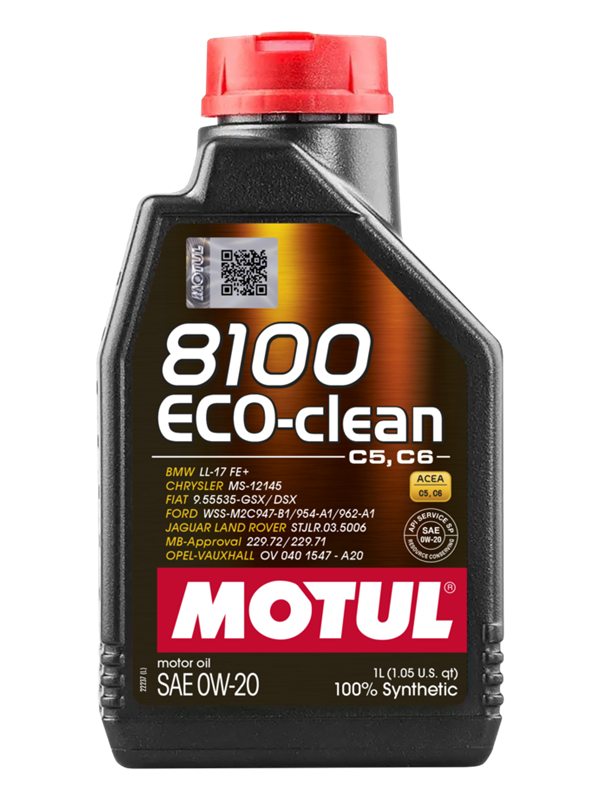 MOTUL
8100
ECO-clean
C5, C6
BMW LL-17 FE+
CHRYSLER MS-12145
FIAT 9.55535-GSX/DSX
FORD WSS-M2C947-B1/954-A1/962-A1
JAGUAR LAND ROVER STJLR.03.5006
MB-Approval 229.72/229.71
OPEL-VAUXHALL OV 040 1547 - A20
ACEA
C5, C6
API SERVICE SP
SAE
0W-20
RESOURCE CONSERVING
MOTUL®
motor oil
SAE 0W-20
1L (1.05 U.S. qt)
100% Synthetic
22237 (L)